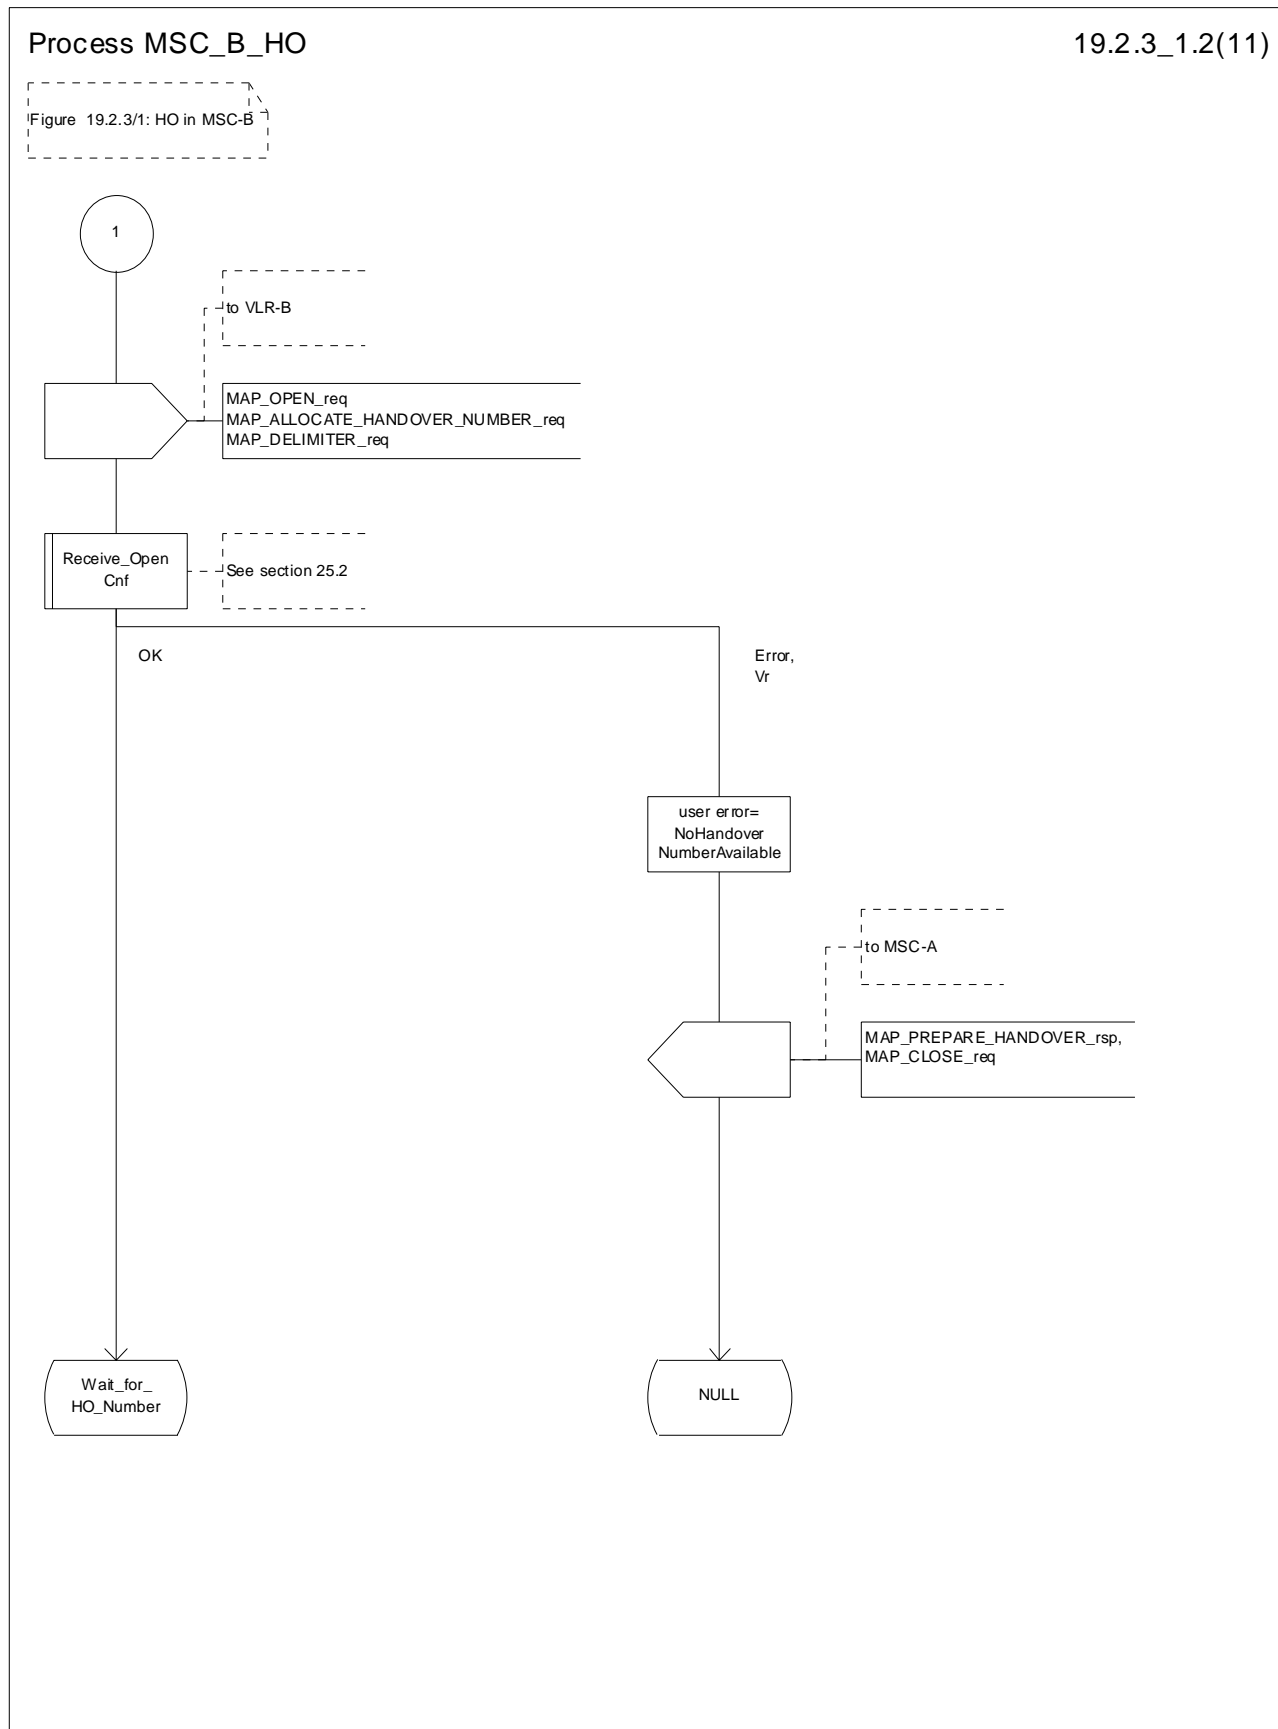 Process MSC_B_HO
19.2.3_1.2(11)
Figure 19.2.3/1: HO in MSC-B
1
to VLR-B
MAP_OPEN_req
MAP_ALLOCATE_HANDOVER_NUMBER_req
MAP_DELIMITER_req
Receive_Open
Cnf
See section 25.2
OK
Error,
Vr
user error=
NoHandover
NumberAvailable
to MSC-A
MAP_PREPARE_HANDOVER_rsp,
MAP_CLOSE_req
Wait_for_
HO_Number
NULL